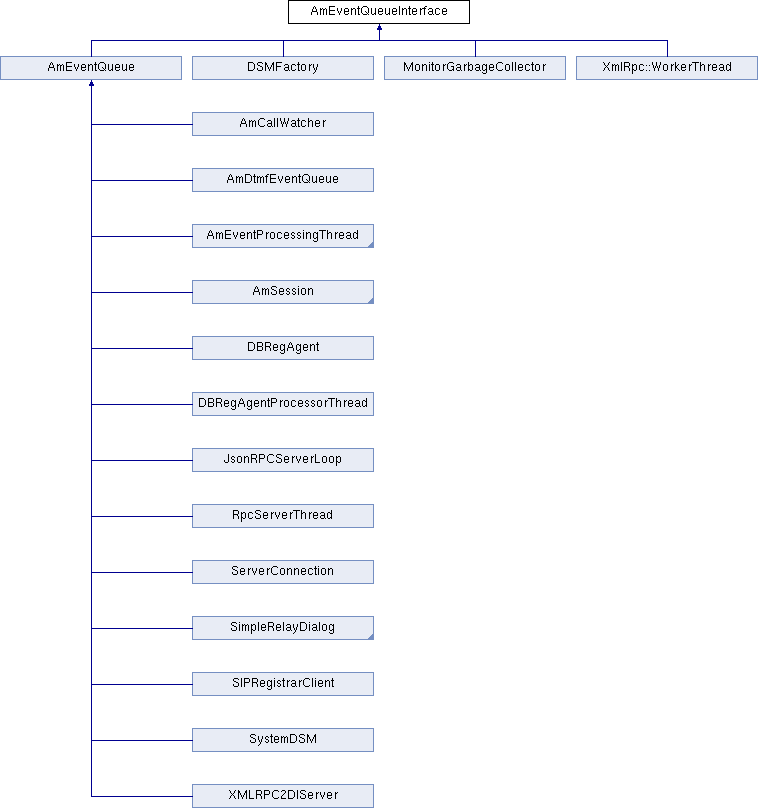 AmEventQueueInterface
AmEventQueue
DSMFactory
MonitorGarbageCollector
XmlRpc::WorkerThread
AmCallWatcher
AmDtmfEventQueue
AmEventProcessingThread
AmSession
DBRegAgent
DBRegAgentProcessorThread
JsonRPCServerLoop
RpcServerThread
ServerConnection
SimpleRelayDialog
SIPRegistrarClient
SystemDSM
XMLRPC2DIServer